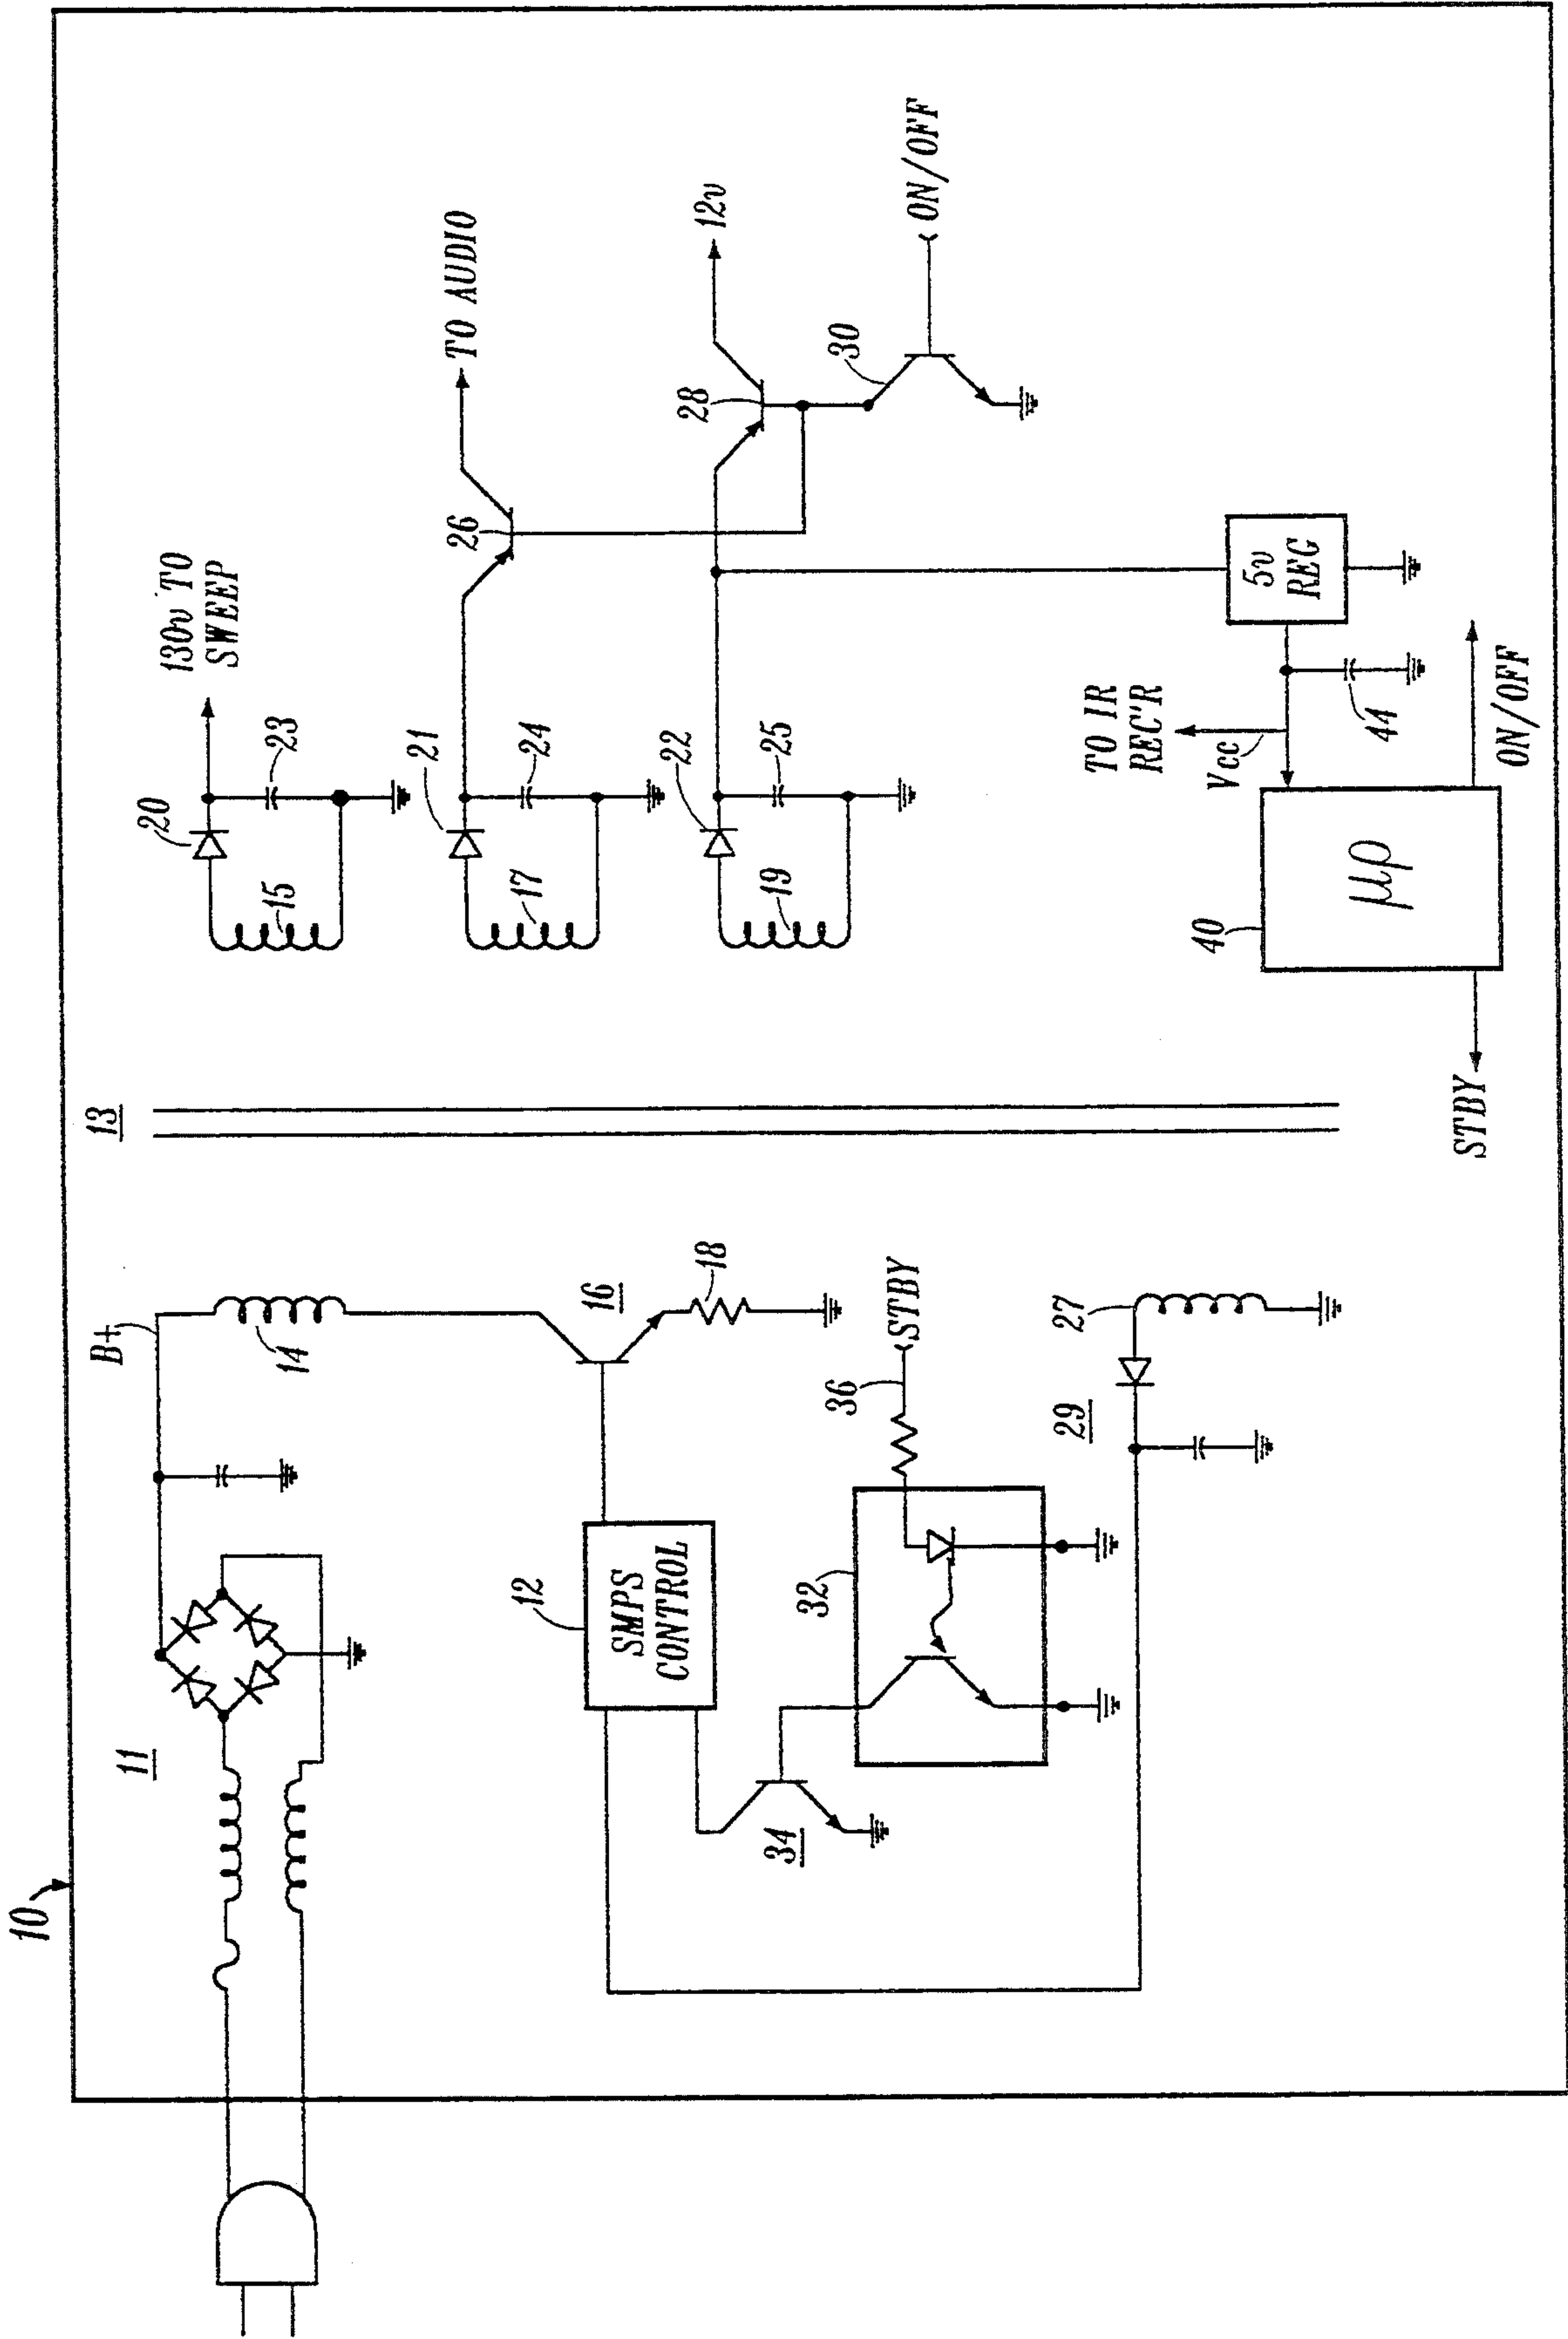 10
11
B+
14
13
15
20
23
130v TO
SWEEP
17
21
24
26
TO AUDIO
19
22
25
28
12v
30
ON/OFF
16
18
12
SMPS
CONTROL
34
32
36
STBY
29
27
40
μρ
STBY
TO IR
REC'R
Vcc
44
5v
REG
ON/OFF